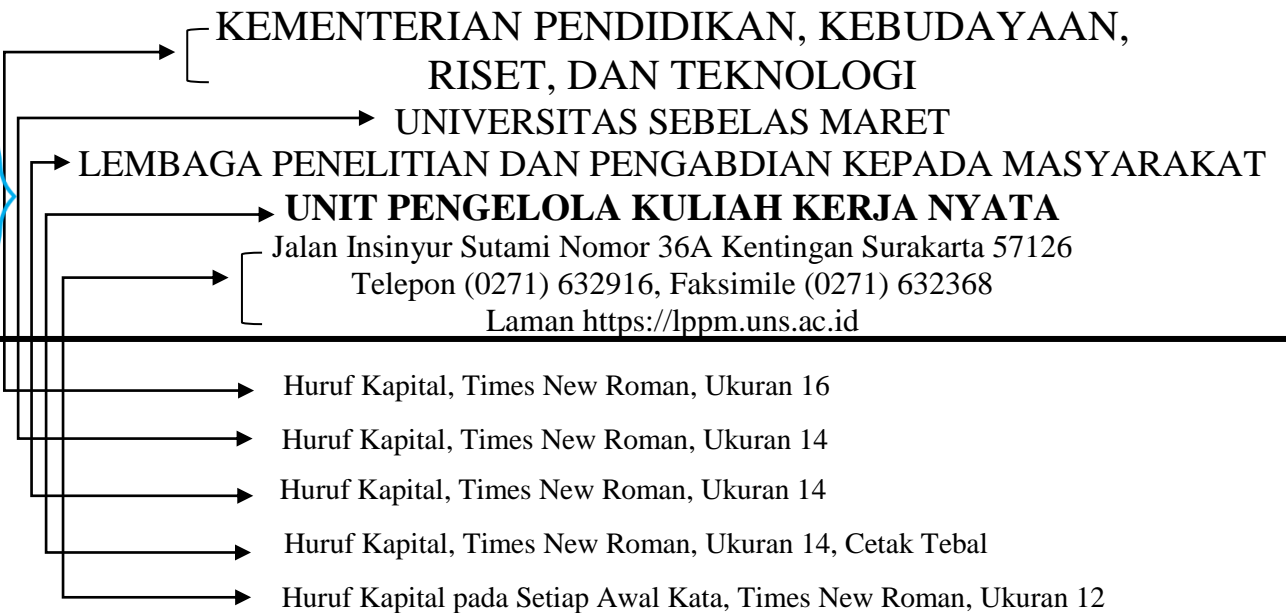 KEMENTERIAN PENDIDIKAN, KEBUDAYAAN,
RISET, DAN TEKNOLOGI
UNIVERSITAS SEBELAS MARET
LEMBAGA PENELITIAN DAN PENGABDIAN KEPADA MASYARAKAT
UNIT PENGELOLA KULIAH KERJA NYATA
Jalan Insinyur Sutami Nomor 36A Kentingan Surakarta 57126
Telepon (0271) 632916, Faksimile (0271) 632368
Laman https://lppm.uns.ac.id
Huruf Kapital, Times New Roman, Ukuran 16
Huruf Kapital, Times New Roman, Ukuran 14
Huruf Kapital, Times New Roman, Ukuran 14
Huruf Kapital, Times New Roman, Ukuran 14, Cetak Tebal
Huruf Kapital pada Setiap Awal Kata, Times New Roman, Ukuran 12